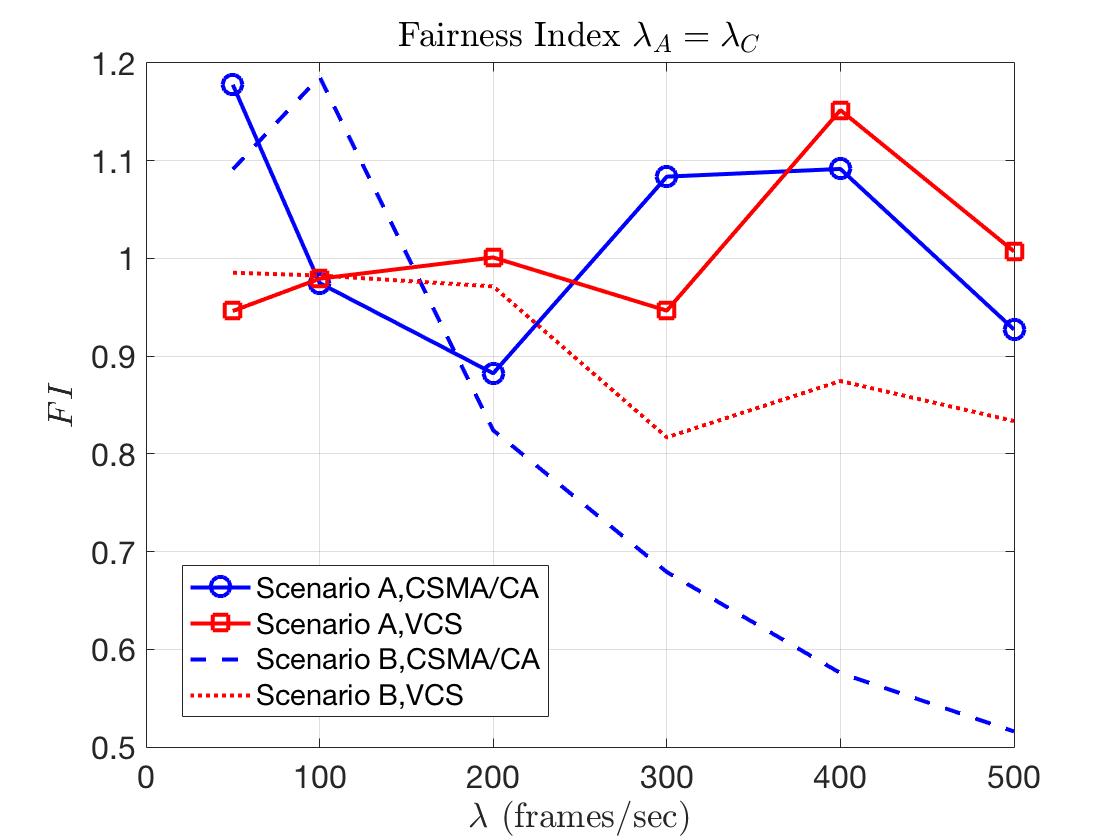 Fairness Index λ_A = λ_C
1.2
1.1
1
0.9
0.8
0.7
0.6
0.5
FI
Scenario A,CSMA/CA
Scenario A,VCS
Scenario B,CSMA/CA
Scenario B,VCS
0 100 200 300 400 500
λ (frames/sec)